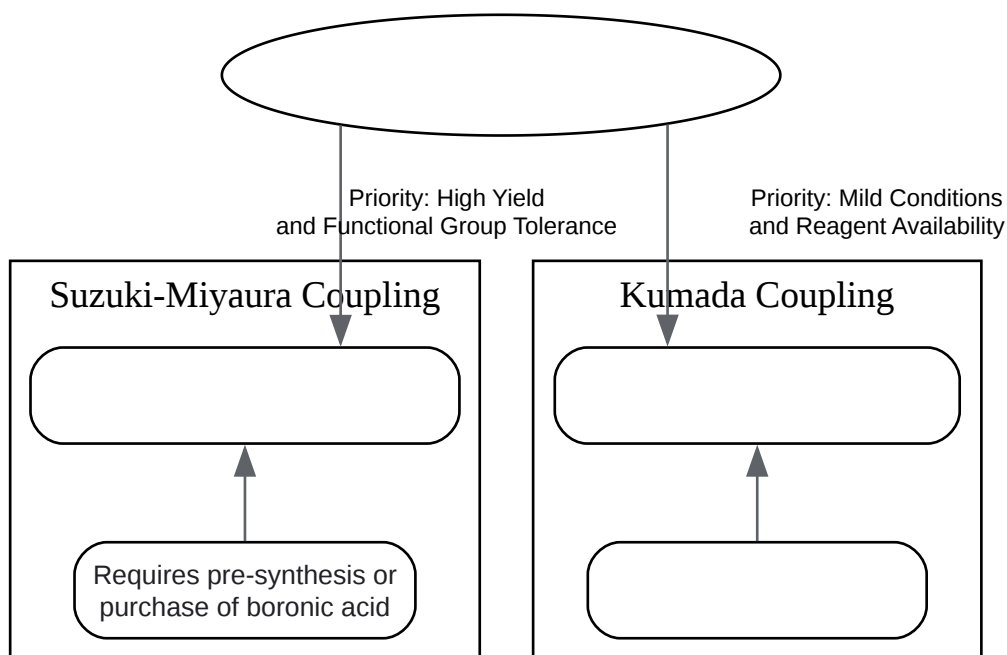 Priority: High Yield
and Functional Group Tolerance
Priority: Mild Conditions
and Reagent Availability
Suzuki-Miyaura Coupling
Kumada Coupling
Requires pre-synthesis or
purchase of boronic acid